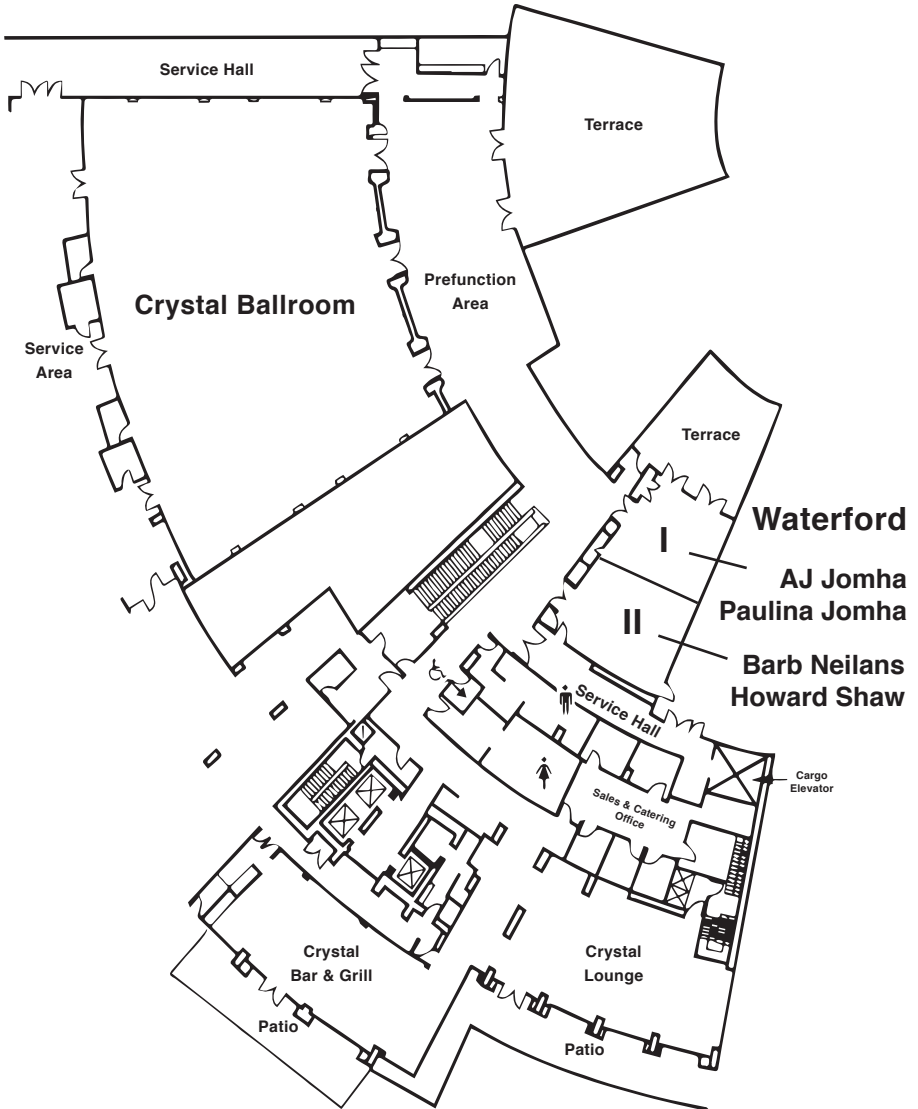 Service Hall
Terrace
Prefunction
Area
Crystal Ballroom
Service
Area
Terrace
Waterford
I
AJ Jomha
Paulina Jomha
II
Barb Neilans
Howard Shaw
Service Hall
Cargo
Elevator
Sales & Catering
Office
Crystal
Bar & Grill
Crystal
Lounge
Patio
Patio